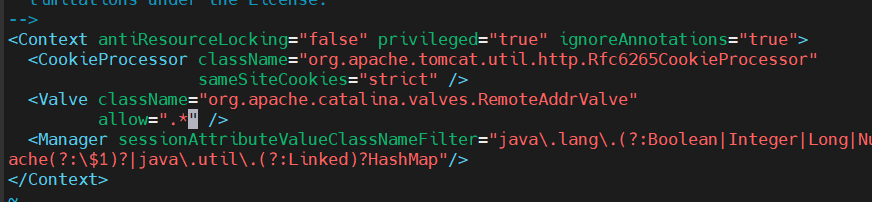 limitations under the License.
-->
<Context antiResourceLocking="false" privileged="true" ignoreAnnotations="true">
  <CookieProcessor className="org.apache.tomcat.util.http.Rfc6265CookieProcessor"
                   sameSiteCookies="strict" />
  <Valve className="org.apache.catalina.valves.RemoteAddrValve"
         allow=".*" />
  <Manager sessionAttributeValueClassNameFilter="java\.lang\.(?:Boolean|Integer|Long|Nu
ache(?:\$1)?|java\.util\.(?:Linked)?HashMap"/>
</Context>
~